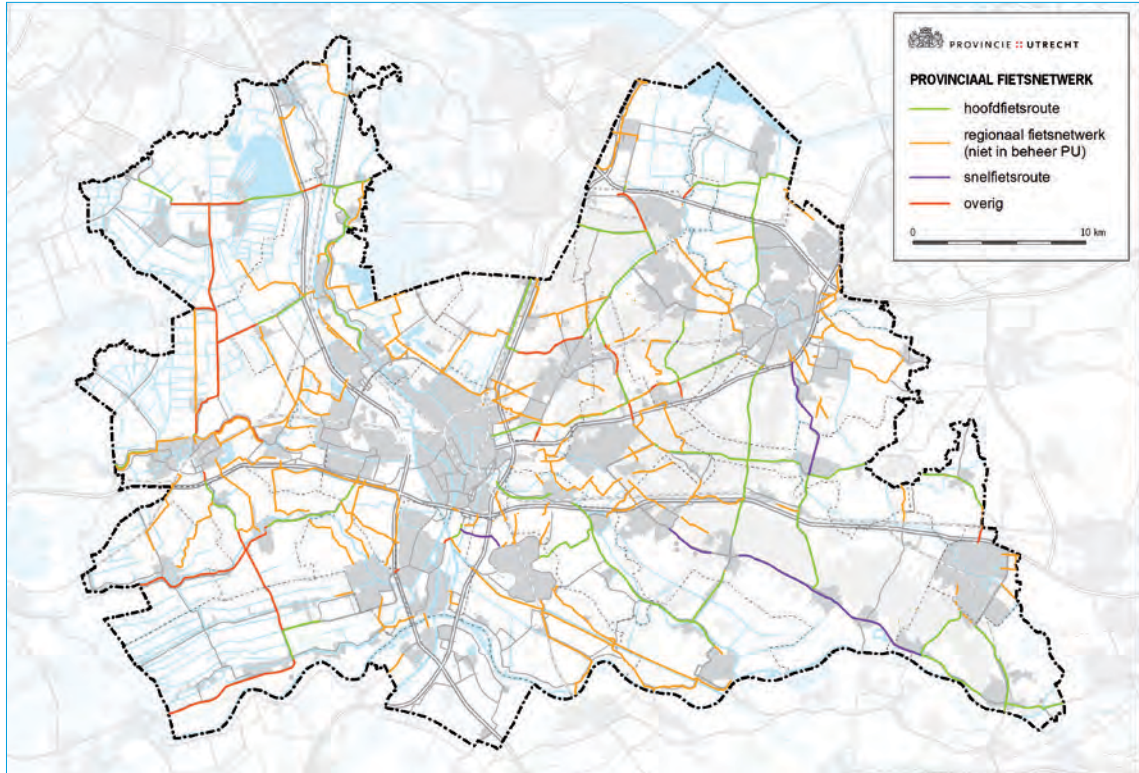 PROVINCIE :: UTRECHT
PROVINCIAAL FIETSNETWERK
hoofdfietsroute
regionaal fietsnetwerk
(niet in beheer PU)
snelfietsroute
overig
0 10 km